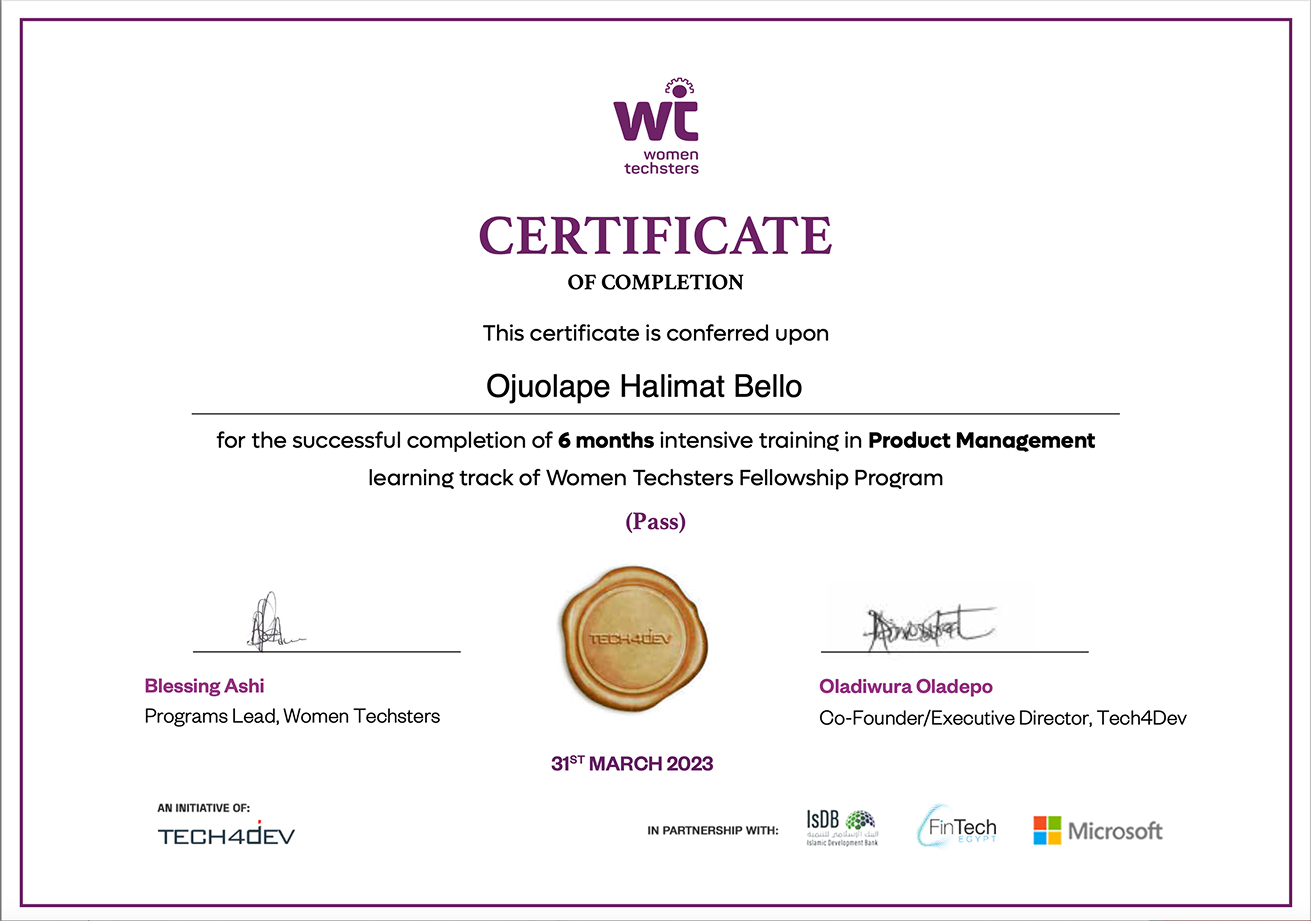 wt
women
techsters
CERTIFICATE
OF COMPLETION
This certificate is conferred upon
Ojuolape Halimat Bello
for the successful completion of 6 months intensive training in Product Management
learning track of Women Techsters Fellowship Program
(Pass)
TECH4DEV
Blessing Ashi
Programs Lead, Women Techsters
Oladiwura Oladepo
Co-Founder/Executive Director, Tech4Dev
31ST MARCH 2023
AN INITIATIVE OF:
TECH4DEV
IN PARTNERSHIP WITH:
IsDB
البنك الإسلامي للتنمية
Islamic Development Bank
FinTech
EGYPT
Microsoft